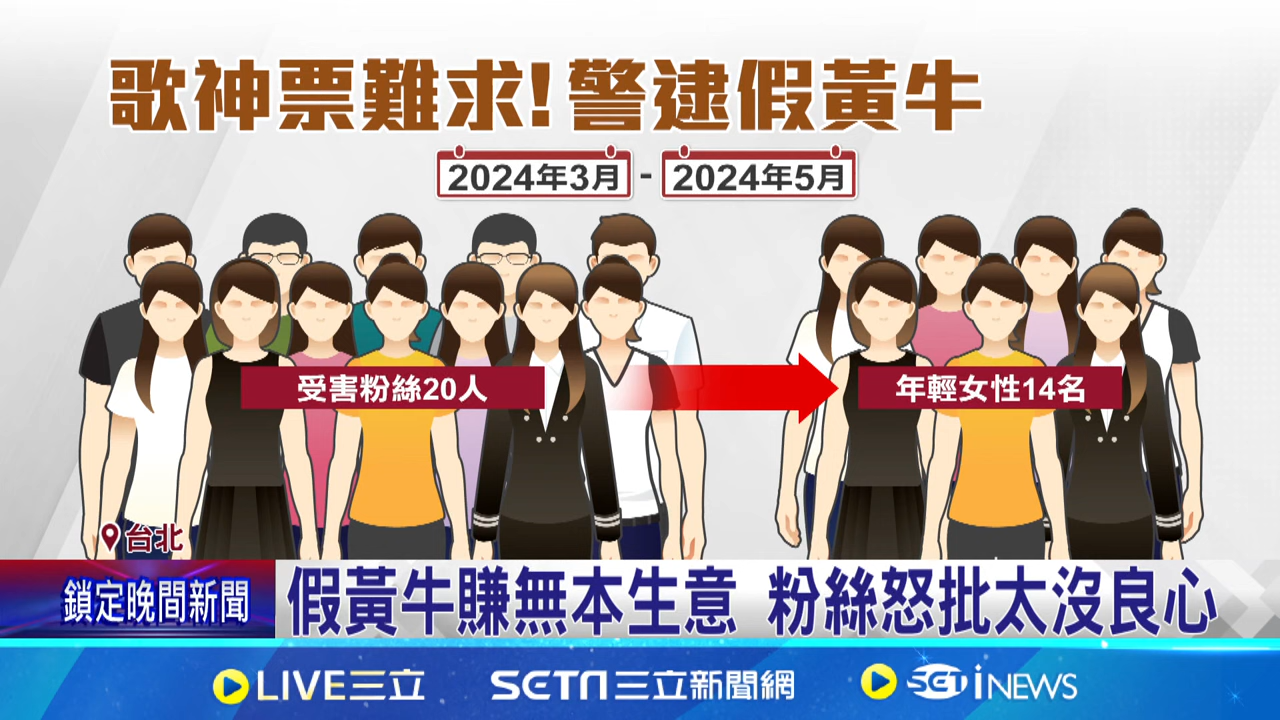 歌神票難求!警逮假黃牛
2024年3月 - 2024年5月
受害粉絲20人
年輕女性14名
台北
鎖定晚間新聞
假黃牛賺無本生意 粉絲怒批太沒良心
LIVE三立
SETN三立新聞網
SETiNEWS